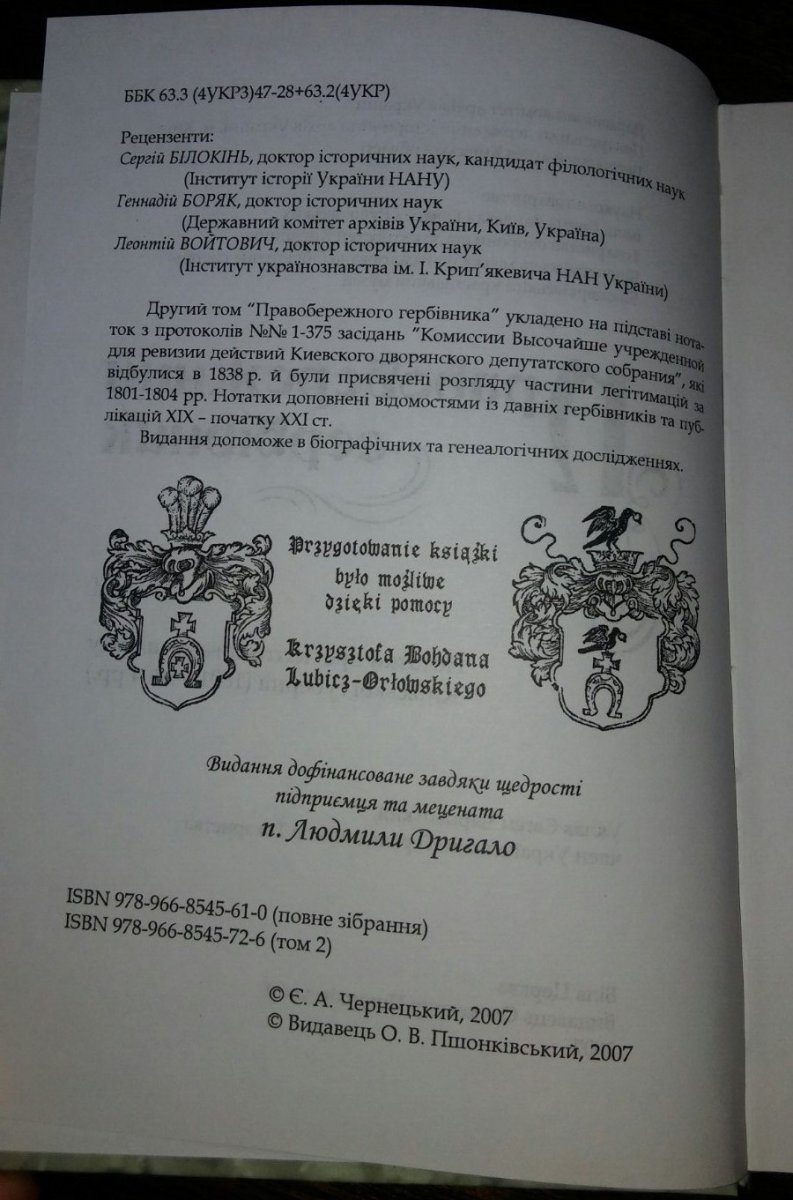 ББК 63.3 (4УКР3)47-28+63.2(4УКР)
Рецензенти:
Сергій БІЛОКІНЬ, доктор історичних наук, кандидат філологічних наук
(Інститут історії України НАНУ)
Геннадій БОРЯК, доктор історичних наук
(Державний комітет архівів України, Київ, Україна)
Леонтій ВОЙТОВИЧ, доктор історичних наук
(Інститут українознавства ім. І. Крип’якевича НАН України)
Другий том “Правобережного гербівника” укладено на підставі нота-
ток з протоколів №№ 1-375 засідань “Комиссии Высочайше учрежденной
для ревизии действий Киевского дворянского депутатского собрания”, які
відбулися в 1838 р. й були присвячені розгляду частини легітимацій за
1801-1804 рр. Нотатки доповнені відомостями із давніх гербівників та пуб-
лікацій XIX – початку XXI ст.
Видання допоможе в біографічних та генеалогічних дослідженнях.
Przygotowanie książki
było możliwe
dzięki pomocy
Krzysztofa Bohdana
Lubicz-Orłowskiego
Видання дофінансоване завдяки щедрості
підприємця та мецената
п. Людмили Дригало
ISBN 978-966-8545-61-0 (повне зібрання)
ISBN 978-966-8545-72-6 (том 2)
© Є. А. Чернецький, 2007
© Видавець О. В. Пшонківський, 2007